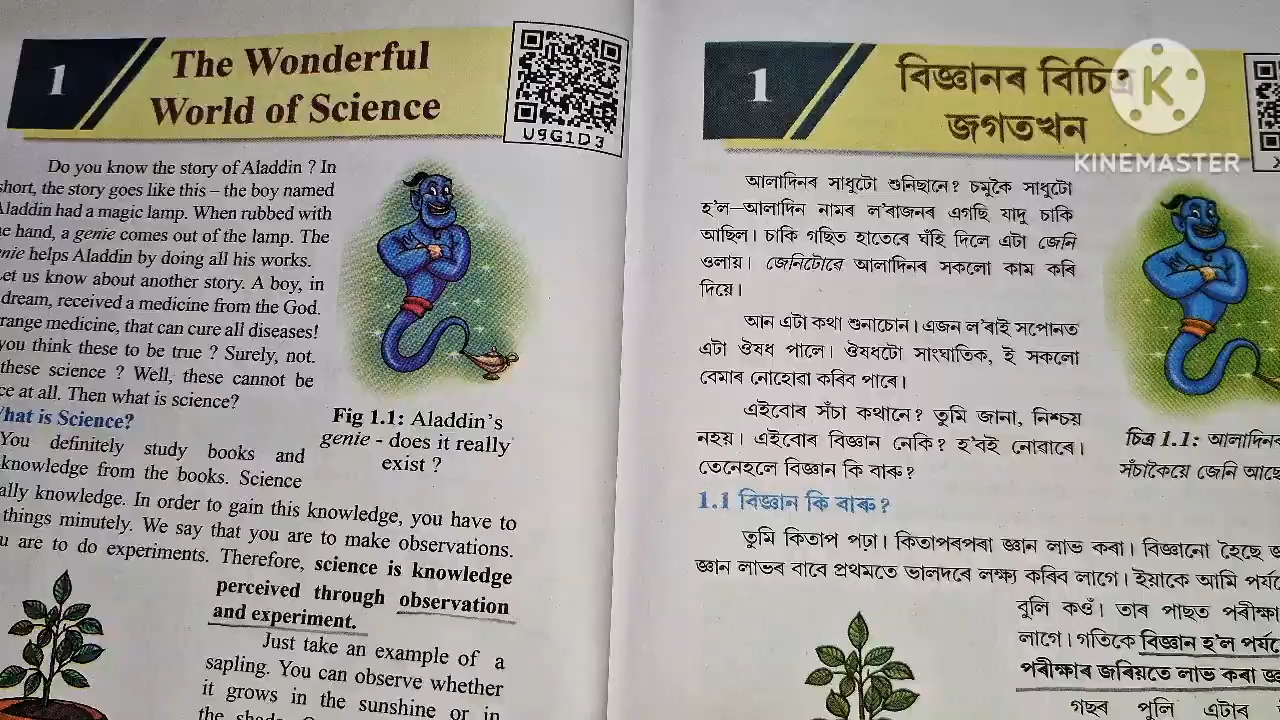 1
The Wonderful
World of Science
U9G1D3
Do you know the story of Aladdin ? In
short, the story goes like this – the boy named
Aladdin had a magic lamp. When rubbed with
hand, a genie comes out of the lamp. The
genie helps Aladdin by doing all his works.
Let us know about another story. A boy, in
dream, received a medicine from the God.
medicine, that can cure all diseases!
you think these to be true ? Surely, not.
these science ? Well, these cannot be
at all. Then what is science?
What is Science?
You definitely study books and
knowledge from the books. Science
knowledge. In order to gain this knowledge, you have to
things minutely. We say that you are to make observations.
are to do experiments. Therefore, science is knowledge
perceived through observation
and experiment.
Just take an example of a
sapling. You can observe whether
it grows in the sunshine or in
the shade.
Fig 1.1: Aladdin's
genie - does it really
exist ?
1
বিজ্ঞানৰ বিচিত্ৰ
জগতখন
K
KINEMASTER
আলাদিনৰ সাধুটো শুনিছানে? চমুকৈ সাধুটো
হ'ল–আলাদিন নামৰ ল'ৰাজনৰ এগছি যাদু চাকি
আছিল। চাকি গছিত হাতেৰে ঘঁহি দিলে এটা জেনি
ওলায়। জেনিটোৱে আলাদিনৰ সকলো কাম কৰি
দিয়ে।
আন এটা কথা শুনাচোন। এজন ল'ৰাই সপোনত
এটা ঔষধ পালে। ঔষধটো সাংঘাতিক, ই সকলো
বেমাৰ নোহোৱা কৰিব পাৰে।
এইবোৰ সঁচা কথানে? তুমি জানা, নিশ্চয়
নহয়। এইবোৰ বিজ্ঞান নেকি? হ'বই নোৱাৰে।
তেনেহলে বিজ্ঞান কি বাৰু?
1.1 বিজ্ঞান কি বাৰু?
তুমি কিতাপ পঢ়া। কিতাপৰপৰা জ্ঞান লাভ কৰা। বিজ্ঞানো হৈছে
জ্ঞান লাভৰ বাবে প্ৰথমতে ভালদৰে লক্ষ্য কৰিব লাগে। ইয়াকে আমি
বুলি কওঁ। তাৰ পাছত পৰীক্ষা
লাগে। গতিকে বিজ্ঞান হ'ল
পৰীক্ষাৰ জৰিয়তে লাভ কৰা
গছৰ পুলি এটাৰ
চিত্ৰ 1.1: আলাদিনৰ
সঁচাকৈয়ে জেনি আছে